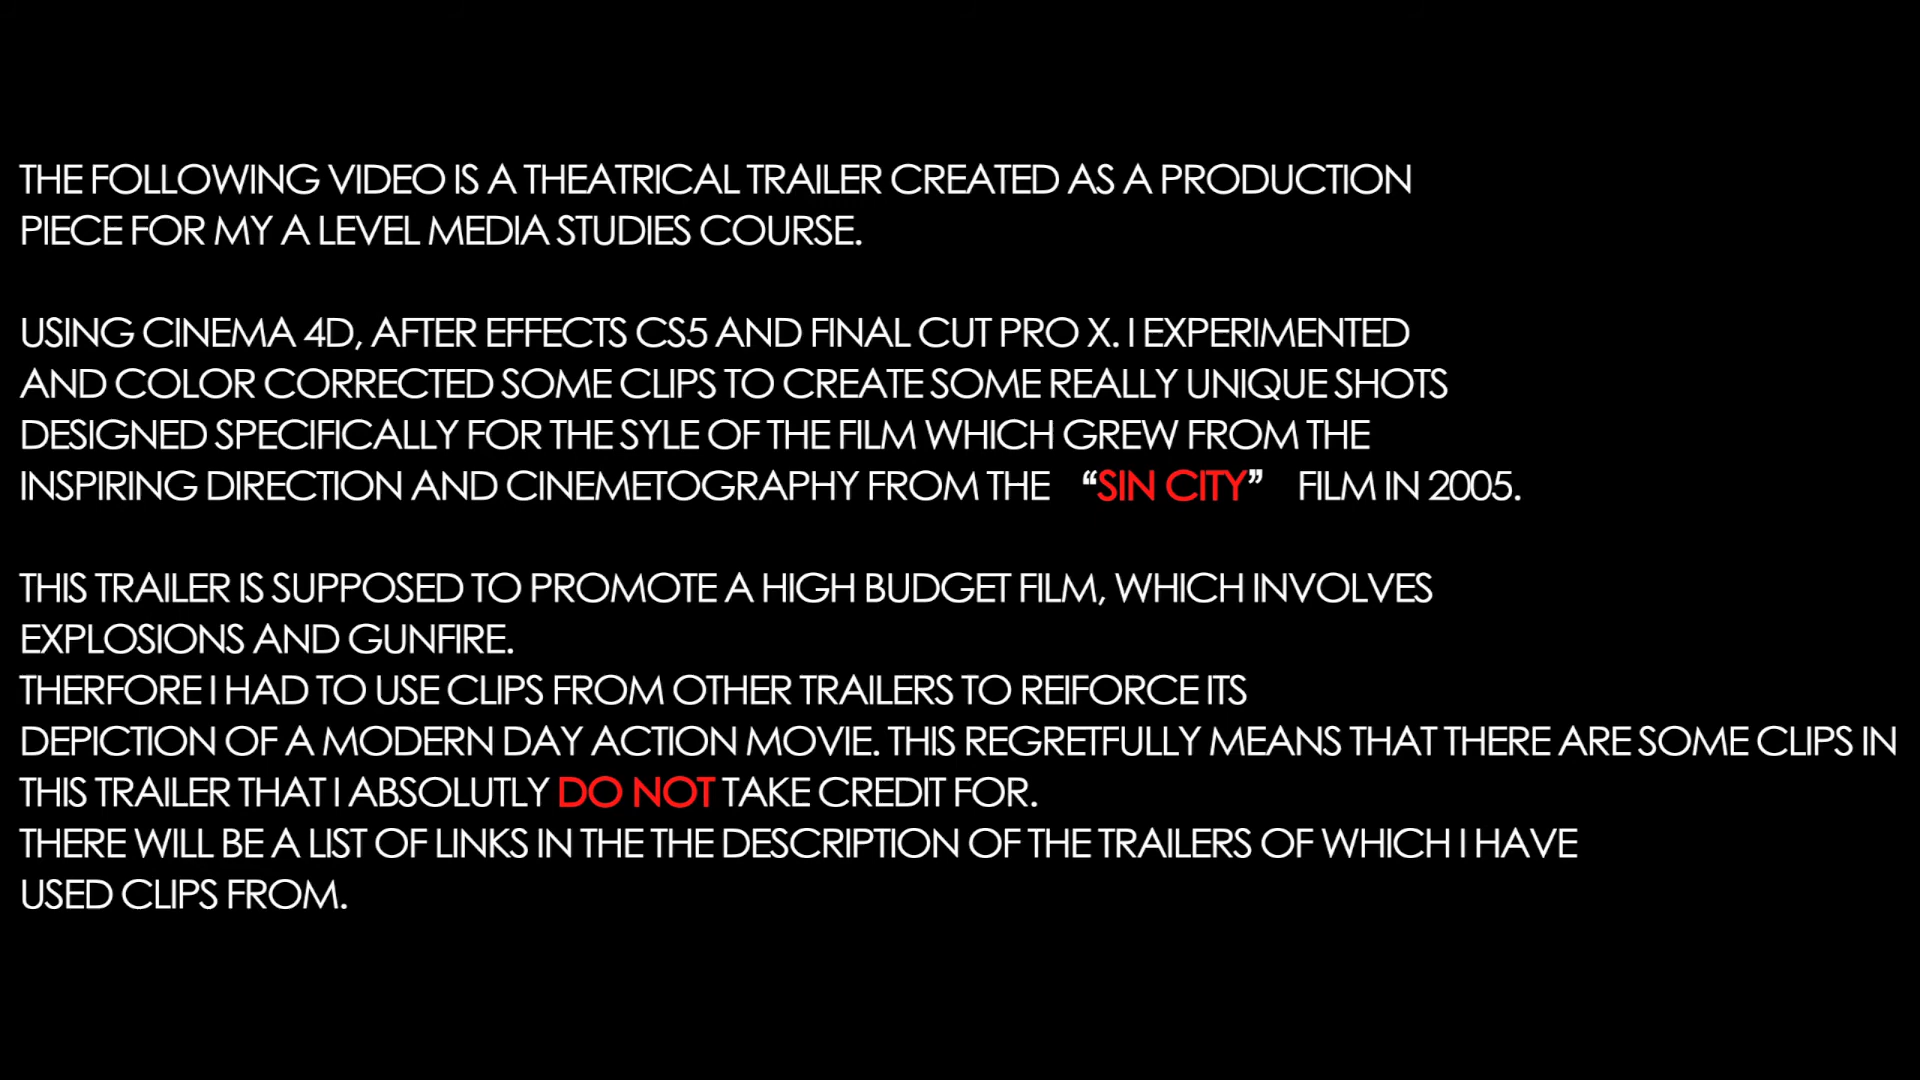 THE FOLLOWING VIDEO IS A THEATRICAL TRAILER CREATED AS A PRODUCTION
PIECE FOR MY A LEVEL MEDIA STUDIES COURSE.
USING CINEMA 4D, AFTER EFFECTS CS5 AND FINAL CUT PRO X. I EXPERIMENTED
AND COLOR CORRECTED SOME CLIPS TO CREATE SOME REALLY UNIQUE SHOTS
DESIGNED SPECIFICALLY FOR THE SYLE OF THE FILM WHICH GREW FROM THE
INSPIRING DIRECTION AND CINEMETOGRAPHY FROM THE “SIN CITY” FILM IN 2005.
THIS TRAILER IS SUPPOSED TO PROMOTE A HIGH BUDGET FILM, WHICH INVOLVES
EXPLOSIONS AND GUNFIRE.
THERFORE I HAD TO USE CLIPS FROM OTHER TRAILERS TO REIFORCE ITS
DEPICTION OF A MODERN DAY ACTION MOVIE. THIS REGRETFULLY MEANS THAT THERE ARE SOME CLIPS IN
THIS TRAILER THAT I ABSOLUTLY DO NOT TAKE CREDIT FOR.
THERE WILL BE A LIST OF LINKS IN THE THE DESCRIPTION OF THE TRAILERS OF WHICH I HAVE
USED CLIPS FROM.